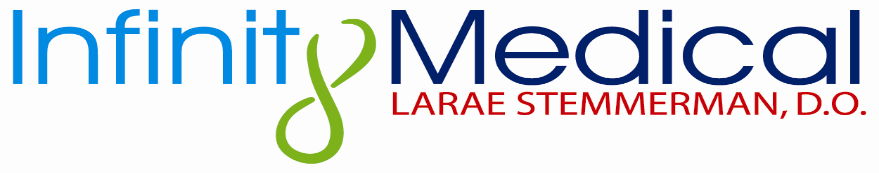 Infinity Medical
LARAE STEMMERMAN, D.O.